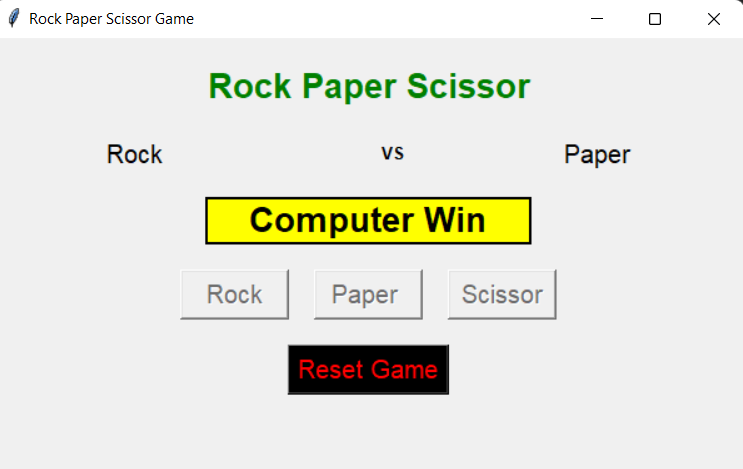 Rock Paper Scissor Game
Rock Paper Scissor
Rock vs Paper
Computer Win
Rock Paper Scissor
Reset Game